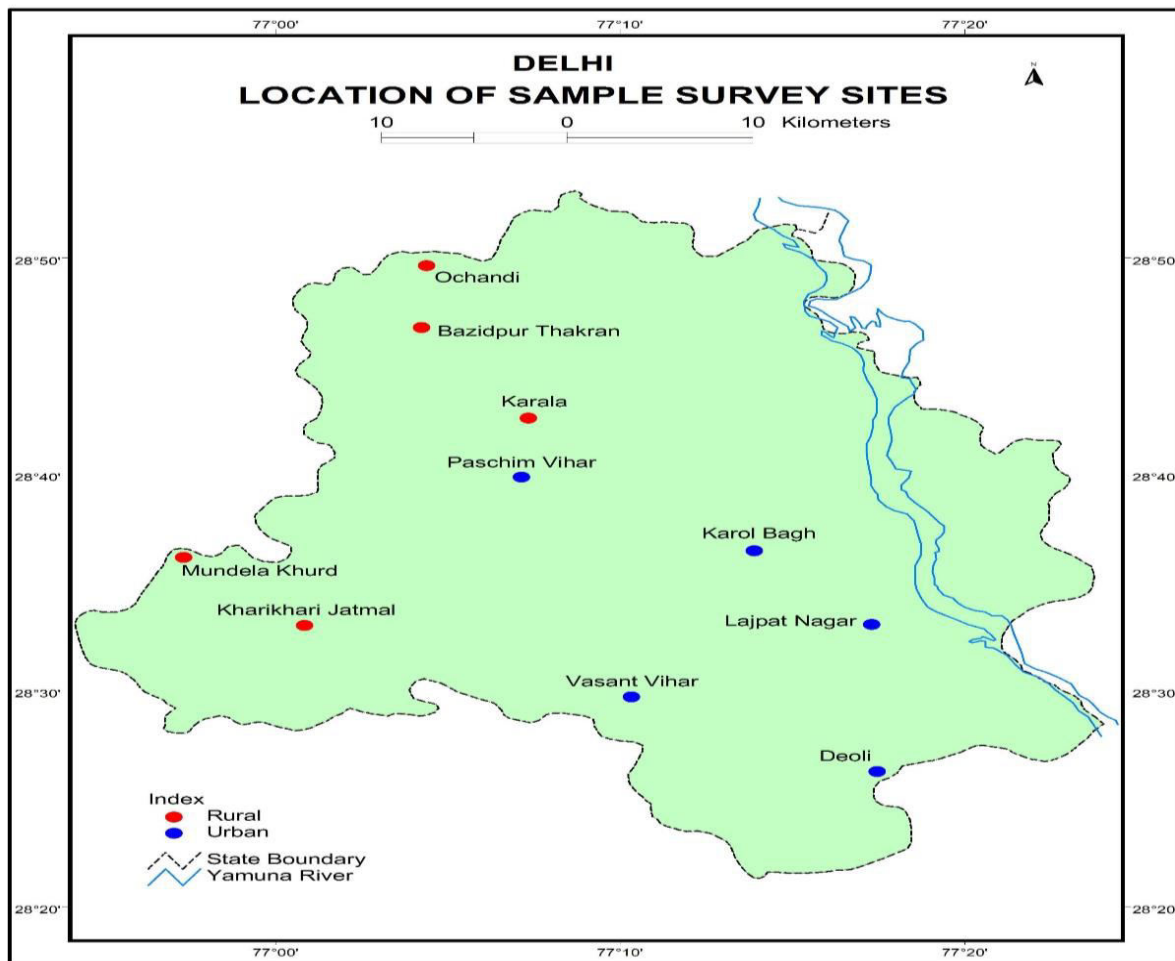 77°00' 77°10' 77°20'
N
DELHI
LOCATION OF SAMPLE SURVEY SITES
10 0 10 Kilometers
28°50' 28°50'
Ochandi
Bazidpur Thakran
Karala
Paschim Vihar
28°40' 28°40'
Karol Bagh
Mundela Khurd
Kharikhari Jatmal
Lajpat Nagar
Vasant Vihar
28°30' 28°30'
Deoli
Index
Rural
Urban
State Boundary
Yamuna River
28°20' 28°20'
77°00' 77°10' 77°20'